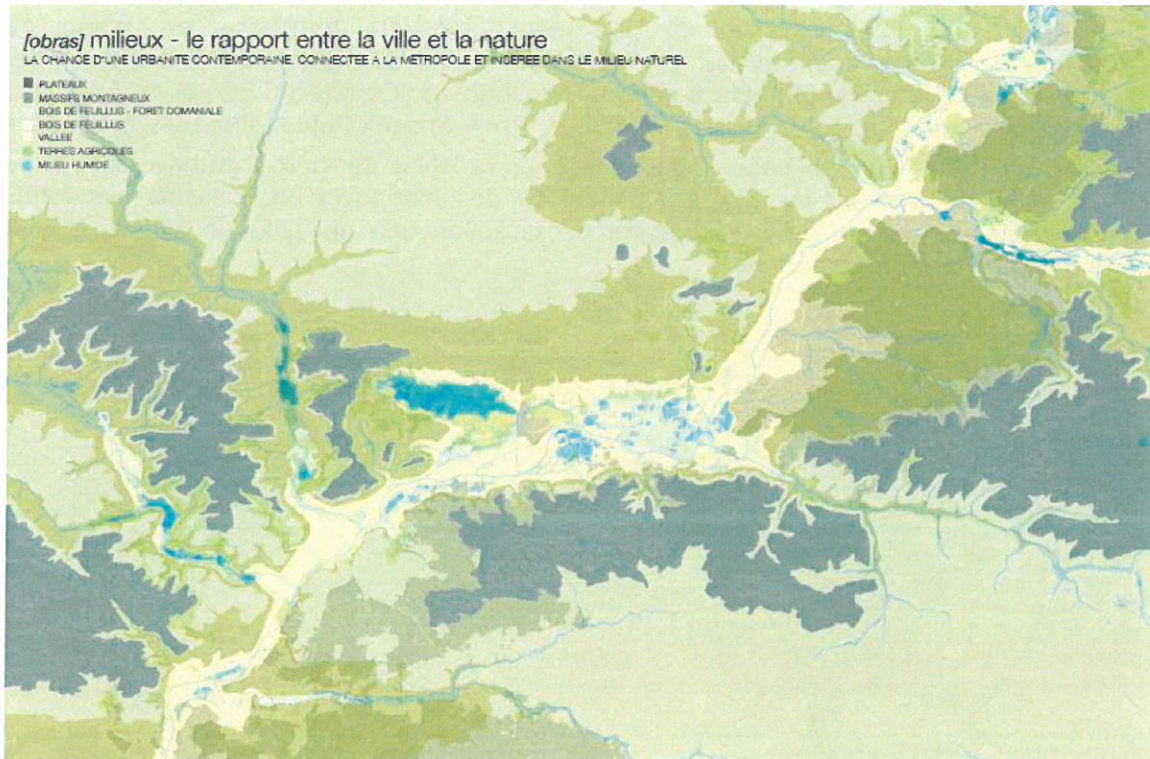 [obras] milieux - le rapport entre la ville et la nature
LA CHANCE D'UNE URBANITE CONTEMPORAINE, CONNECTEE A LA METROPOLE ET INSEREE DANS LE MILIEU NATUREL
PLATEAUX
MASSIFS MONTAGNEUX
BOIS DE FEUILLUS - FORET DOMANIALE
BOIS DE FEUILLUS
VALLEE
TERRES AGRICOLES
MILIEU HUMIDE